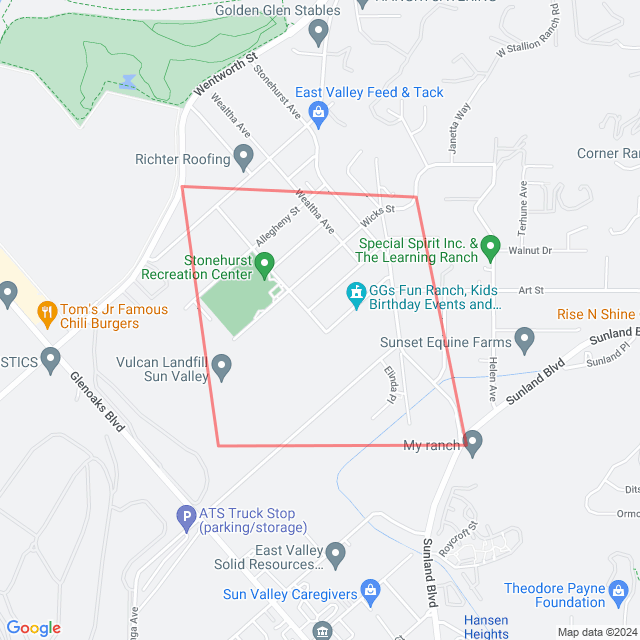 Golden Glen Stables
W Stallion Ranch Rd
Wentworth St
Stonehurst Ave
East Valley Feed & Tack
Wealtha Ave
Janetta Way
Richter Roofing
Corner Ran
Terhune Ave
Wealtha Ave
Wicks St
Allegheny St
Special Spirit Inc. &
The Learning Ranch
Walnut Dr
Stonehurst
Recreation Center
GGs Fun Ranch, Kids
Birthday Events and...
Art St
Tom's Jr Famous
Chili Burgers
Rise N Shine
Sunset Equine Farms
Sunland B
Sunland Pl
STICS
Vulcan Landfill
Sun Valley
Elinda Pl
Helen Ave
Sunland Blvd
Glenoaks Blvd
My ranch
Dits
ATS Truck Stop
(parking/storage)
Ormo
Roycroft St
East Valley
Solid Resources...
Sunland Blvd
Sun Valley Caregivers
Theodore Payne
Foundation
nga Ave
Hansen
Heights
Google
Map data ©2024